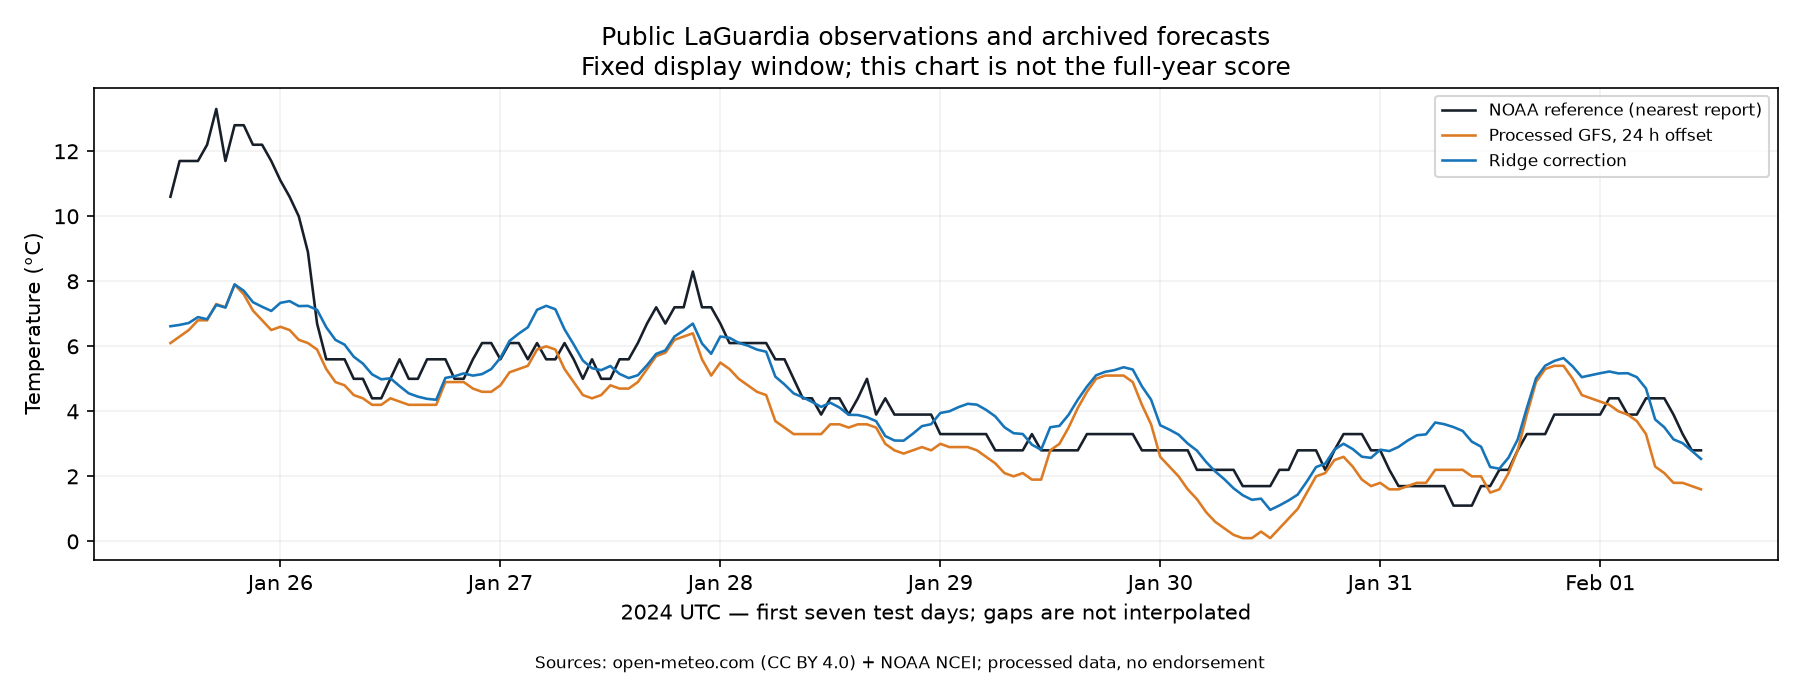 Public LaGuardia observations and archived forecasts
Fixed display window; this chart is not the full-year score
NOAA reference (nearest report)
Processed GFS, 24 h offset
Ridge correction
Temperature (°C)
12
10
8
6
4
2
0
Jan 26
Jan 27
Jan 28
Jan 29
Jan 30
Jan 31
Feb 01
2024 UTC — first seven test days; gaps are not interpolated
Sources: open-meteo.com (CC BY 4.0) + NOAA NCEI; processed data, no endorsement